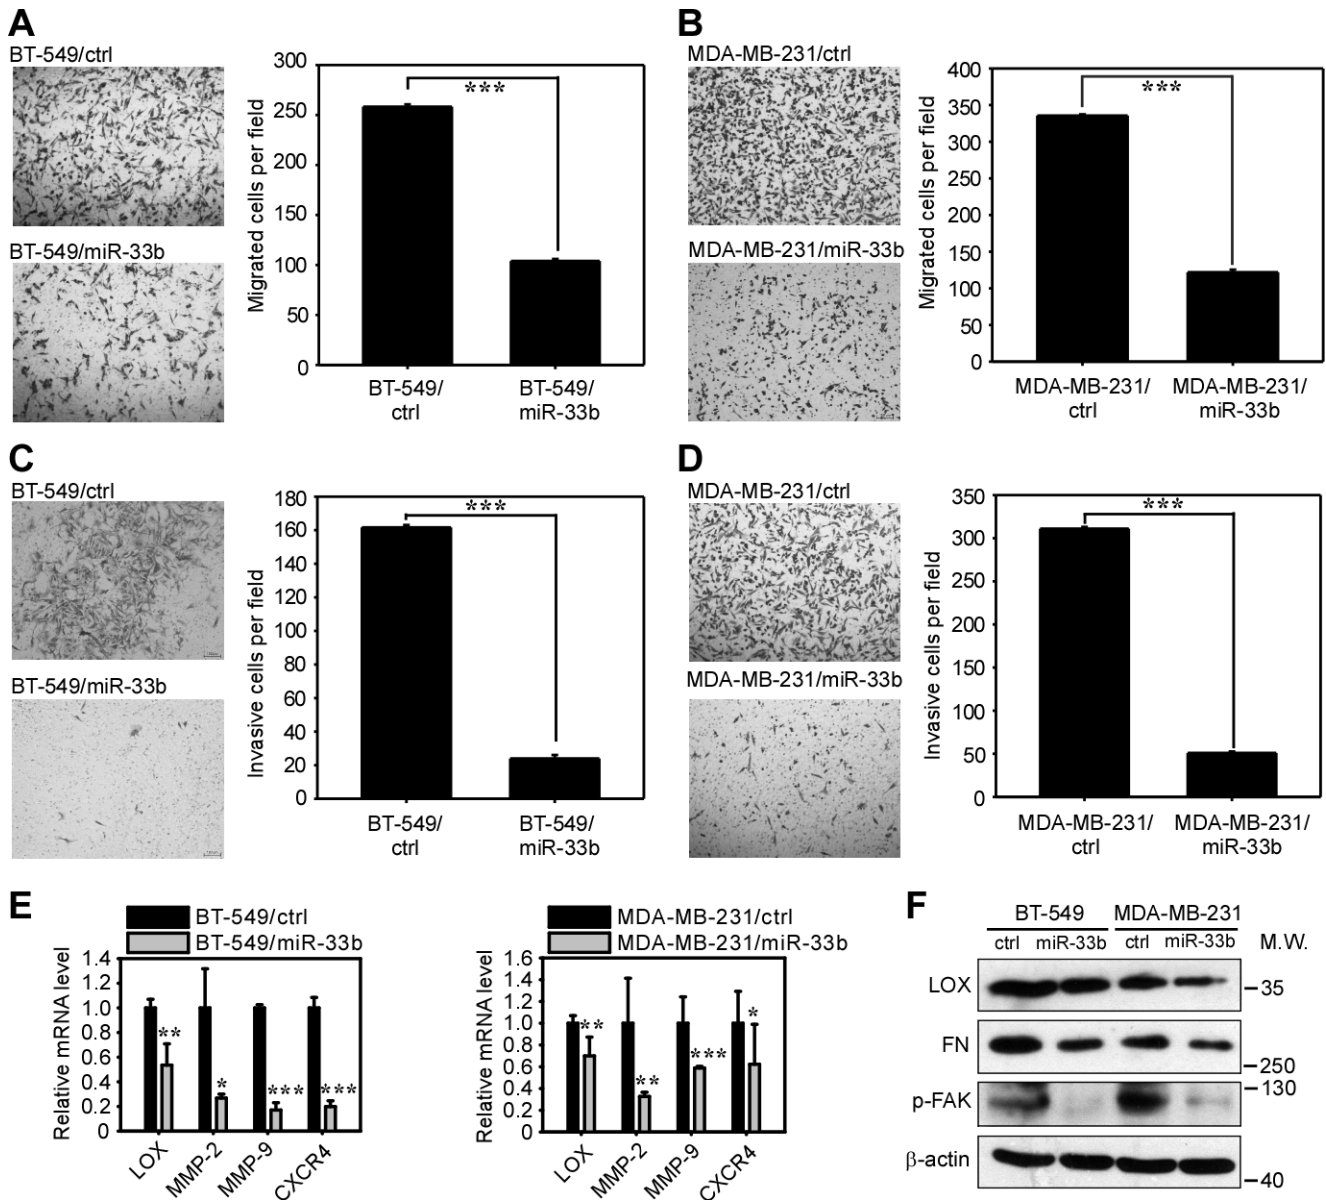 A
BT-549/ctrl
BT-549/miR-33b
Migrated cells per field
300
250
200
150
100
50
0
***
BT-549/
ctrl
BT-549/
miR-33b
B
MDA-MB-231/ctrl
MDA-MB-231/miR-33b
Migrated cells per field
400
350
300
250
200
150
100
50
0
***
MDA-MB-231/
ctrl
MDA-MB-231/
miR-33b
C
BT-549/ctrl
BT-549/miR-33b
Invasive cells per field
180
160
140
120
100
80
60
40
20
0
***
BT-549/
ctrl
BT-549/
miR-33b
D
MDA-MB-231/ctrl
MDA-MB-231/miR-33b
Invasive cells per field
350
300
250
200
150
100
50
0
***
MDA-MB-231/
ctrl
MDA-MB-231/
miR-33b
E
BT-549/ctrl
BT-549/miR-33b
Relative mRNA level
1.4
1.2
1.0
0.8
0.6
0.4
0.2
0
**
*
***
***
LOX
MMP-2
MMP-9
CXCR4
MDA-MB-231/ctrl
MDA-MB-231/miR-33b
Relative mRNA level
1.6
1.4
1.2
1.0
0.8
0.6
0.4
0.2
0
**
**
***
*
LOX
MMP-2
MMP-9
CXCR4
F
BT-549 MDA-MB-231
ctrl miR-33b ctrl miR-33b M.W.
LOX 35
FN 250
p-FAK 130
β-actin 40